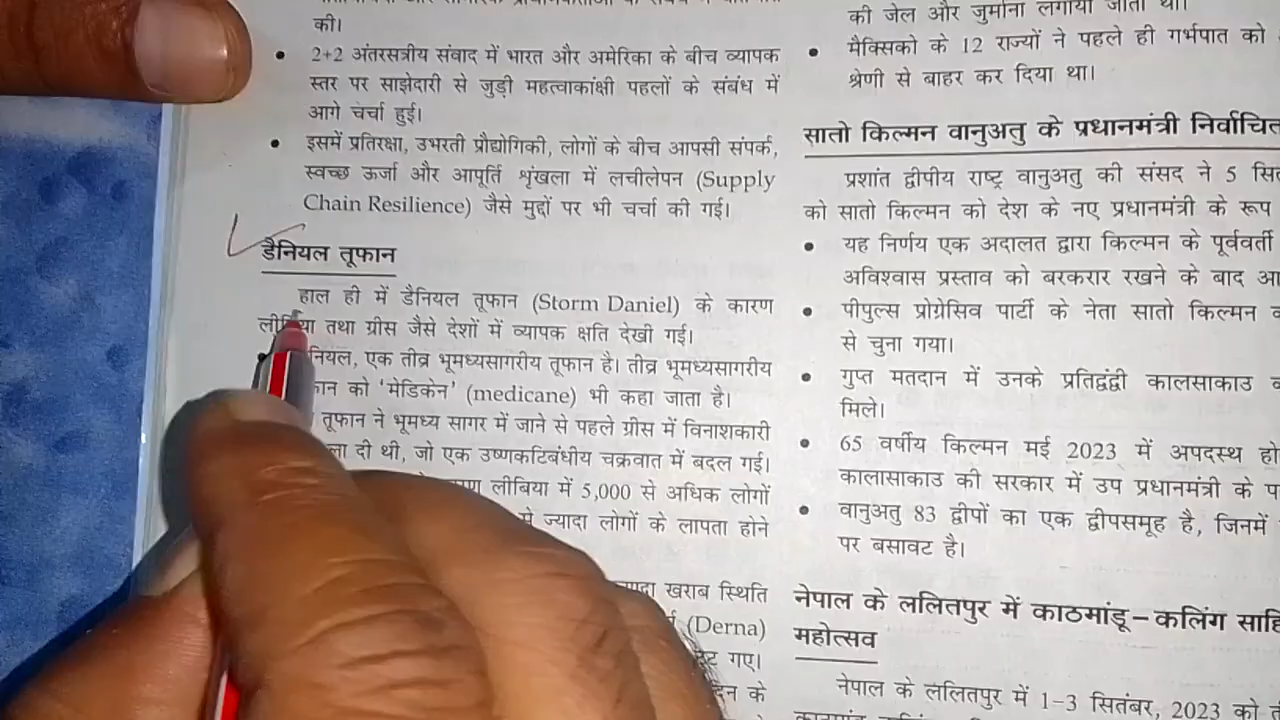 की।
2+2 अंतरसत्रीय संवाद में भारत और अमेरिका के बीच व्यापक
स्तर पर साझेदारी से जुड़ी महत्वाकांक्षी पहलों के संबंध में
आगे चर्चा हुई।
इसमें प्रतिरक्षा, उभरती प्रौद्योगिकी, लोगों के बीच आपसी संपर्क,
स्वच्छ ऊर्जा और आपूर्ति शृंखला में लचीलेपन (Supply
Chain Resilience) जैसे मुद्दों पर भी चर्चा की गई।
डैनियल तूफान
हाल ही में डैनियल तूफान (Storm Daniel) के कारण
लीबिया तथा ग्रीस जैसे देशों में व्यापक क्षति देखी गई।
एक तीव्र भूमध्यसागरीय तूफान है। तीव्र भूमध्यसागरीय
को 'मेडिकेन' (medicane) भी कहा जाता है।
तूफान ने भूमध्य सागर में जाने से पहले ग्रीस में विनाशकारी
दी थी, जो एक उष्णकटिबंधीय चक्रवात में बदल गई।
लीबिया में 5,000 से अधिक लोगों
से ज्यादा लोगों के लापता होने
खराब स्थिति
(Derna)
गए।
के
की जेल और जुर्माना लगाया जाता था।
मैक्सिको के 12 राज्यों ने पहले ही गर्भपात को
श्रेणी से बाहर कर दिया था।
सातो किल्मन वानुअतु के प्रधानमंत्री निर्वाचित
प्रशांत द्वीपीय राष्ट्र वानुअतु की संसद ने 5
को सातो किल्मन को देश के नए प्रधानमंत्री के रूप
यह निर्णय एक अदालत द्वारा किल्मन के पूर्ववर्ती
अविश्वास प्रस्ताव को बरकरार रखने के बाद
पीपुल्स प्रोग्रेसिव पार्टी के नेता सातो किल्मन
से चुना गया।
गुप्त मतदान में उनके प्रतिद्वंद्वी कालसाकाउ
मिले।
65 वर्षीय किल्मन मई 2023 में अपदस्थ
कालासाकाउ की सरकार में उप प्रधानमंत्री के
वानुअतु 83 द्वीपों का एक द्वीपसमूह है, जिनमें
पर बसावट है।
नेपाल के ललितपुर में काठमांडू–कलिंग
महोत्सव
नेपाल के ललितपुर में 1–3 सितंबर, 2023 को